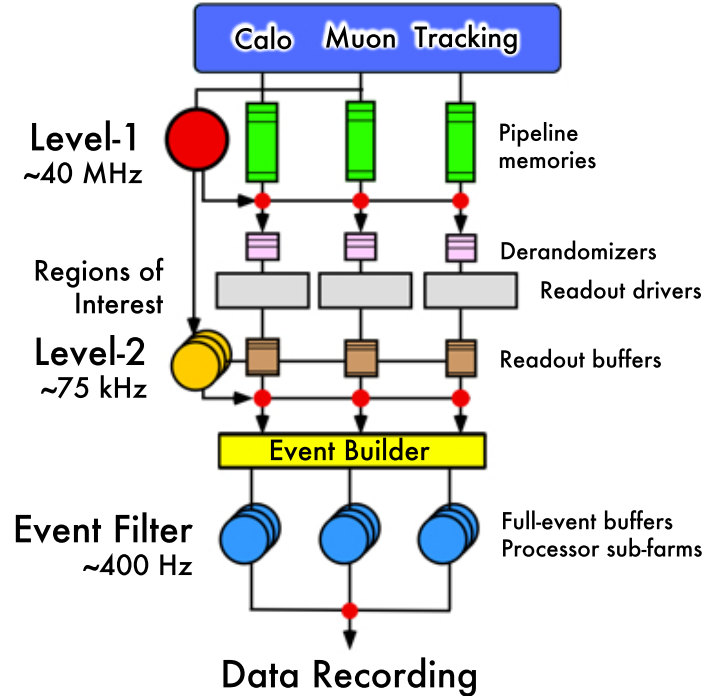 Calo Muon Tracking
Level-1
~40 MHz
Pipeline
memories
Derandomizers
Regions of
Interest
Readout drivers
Level-2
~75 kHz
Readout buffers
Event Builder
Event Filter
~400 Hz
Full-event buffers
Processor sub-farms
Data Recording